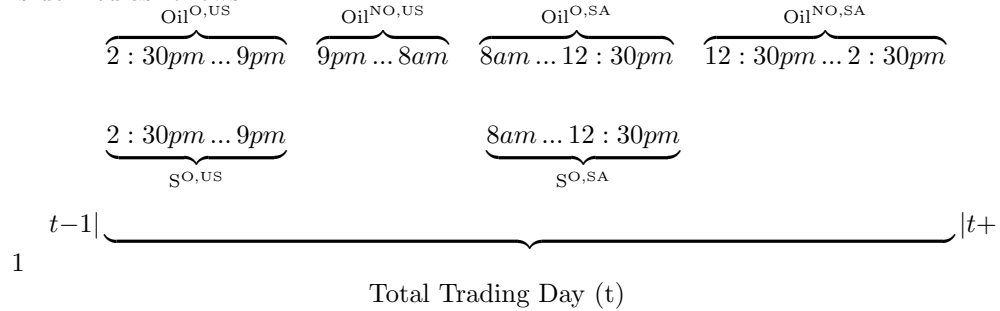 Oil^O,US Oil^NO,US Oil^O,SA Oil^NO,SA
2 : 30pm ... 9pm 9pm ... 8am 8am ... 12 : 30pm 12 : 30pm ... 2 : 30pm
2 : 30pm ... 9pm 8am ... 12 : 30pm
S^O,US S^O,SA
t−1| |t+
1
Total Trading Day (t)